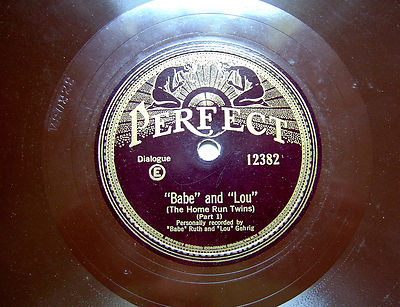 PERFECT
Dialogue
E
12382
"Babe" and "Lou"
(The Home Run Twins)
(Part 1)
Personally recorded by
"Babe" Ruth and "Lou" Gehrig